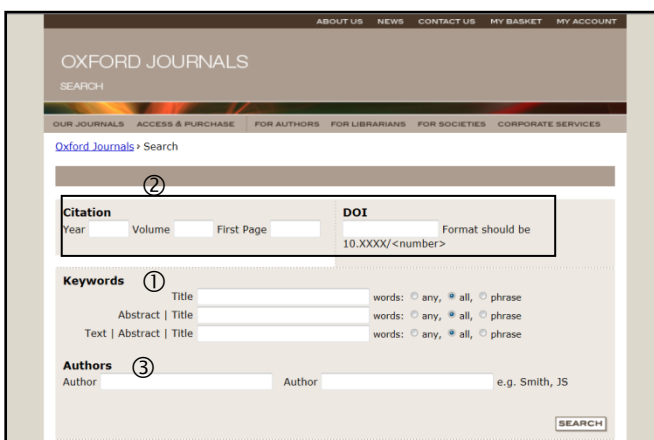 ABOUT US NEWS CONTACT US MY BASKET MY ACCOUNT
OXFORD JOURNALS
SEARCH
OUR JOURNALS ACCESS & PURCHASE FOR AUTHORS FOR LIBRARIANS FOR SOCIETIES CORPORATE SERVICES
Oxford Journals > Search
②
Citation DOI
Year Volume First Page Format should be
10.XXXX/<number>
Keywords ①
Title words: any, all, phrase
Abstract | Title words: any, all, phrase
Text | Abstract | Title words: any, all, phrase
Authors ③
Author Author e.g. Smith, JS
SEARCH